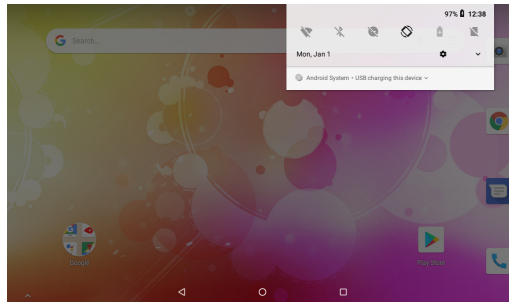 97% 12:38
Search...
Mon, Jan 1
Android System • USB charging this device
Google
Play Store